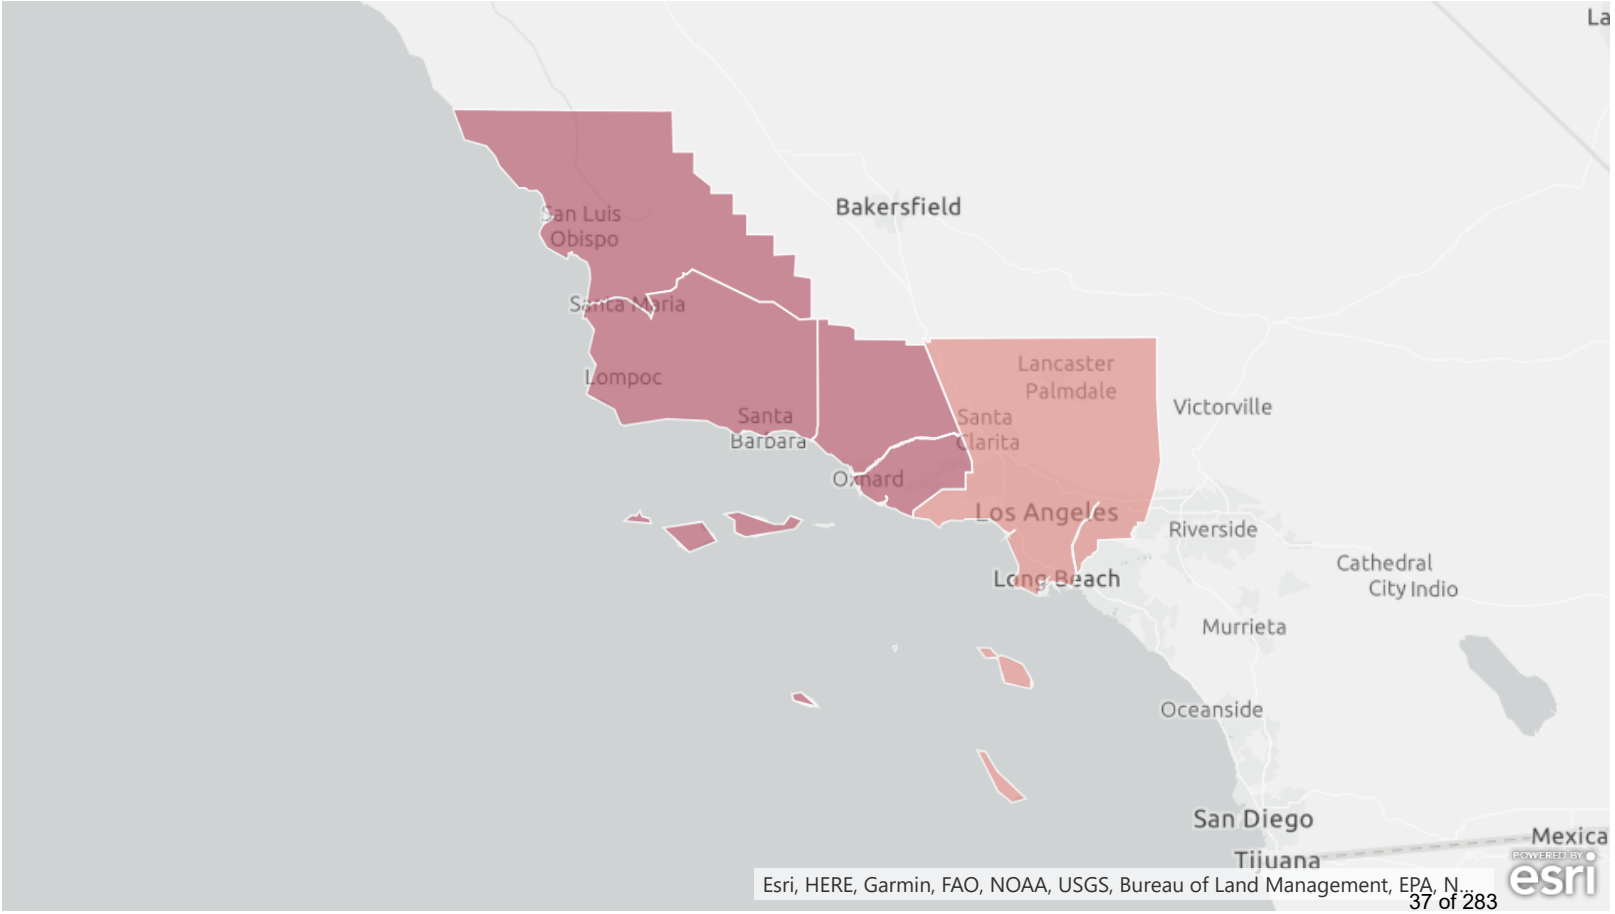 La
Bakersfield
San Luis
Obispo
Santa Maria
Lancaster
Palmdale
Lompoc
Victorville
Santa
Barbara
Santa
Clarita
Oxnard
Los Angeles
Riverside
Long Beach
Cathedral
City Indio
Murrieta
Oceanside
San Diego
Mexica
Tijuana
POWERED BY
esri
Esri, HERE, Garmin, FAO, NOAA, USGS, Bureau of Land Management, EPA, N...
37 of 283